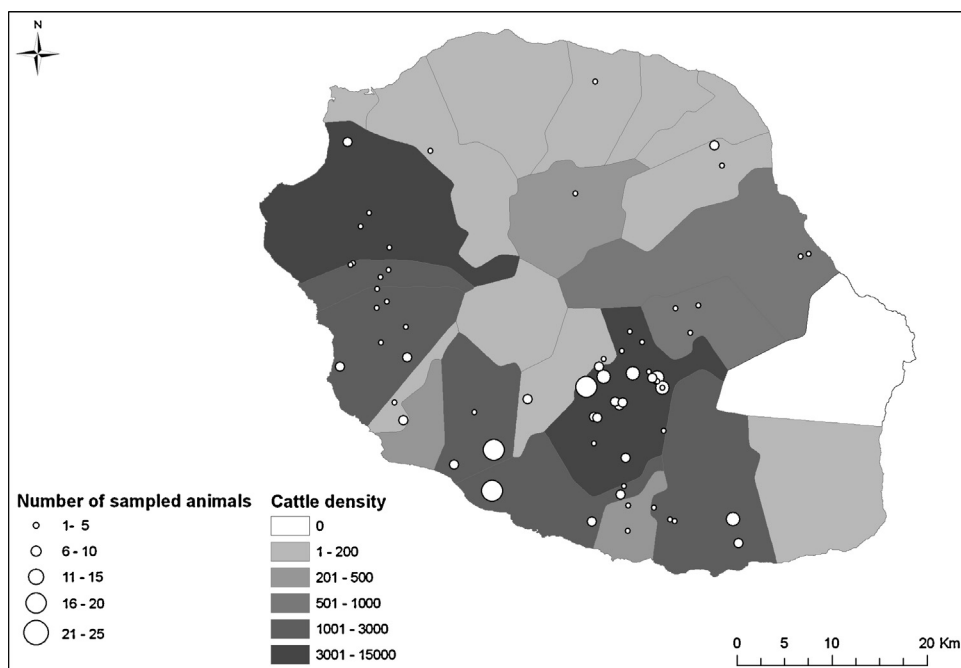 N
Number of sampled animals
1- 5
6 - 10
11 - 15
16 - 20
21 - 25
Cattle density
0
1 - 200
201 - 500
501 - 1000
1001 - 3000
3001 - 15000
0 5 10 20 Km